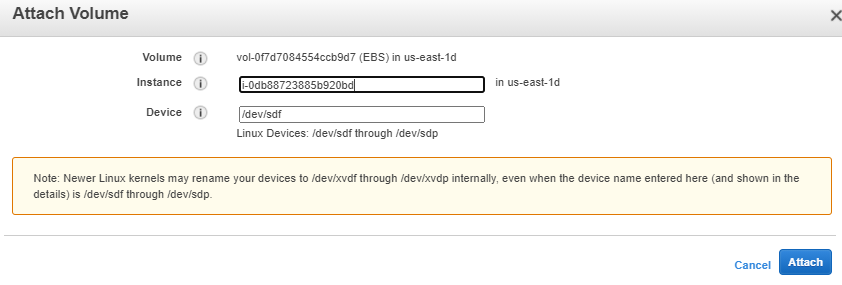 Attach Volume
Volume vol-0f7d7084554ccb9d7 (EBS) in us-east-1d
Instance i-0db88723885b920bd in us-east-1d
Device /dev/sdf
Linux Devices: /dev/sdf through /dev/sdp
Note: Newer Linux kernels may rename your devices to /dev/xvdf through /dev/xvdp internally, even when the device name entered here (and shown in the
details) is /dev/sdf through /dev/sdp.
Cancel Attach